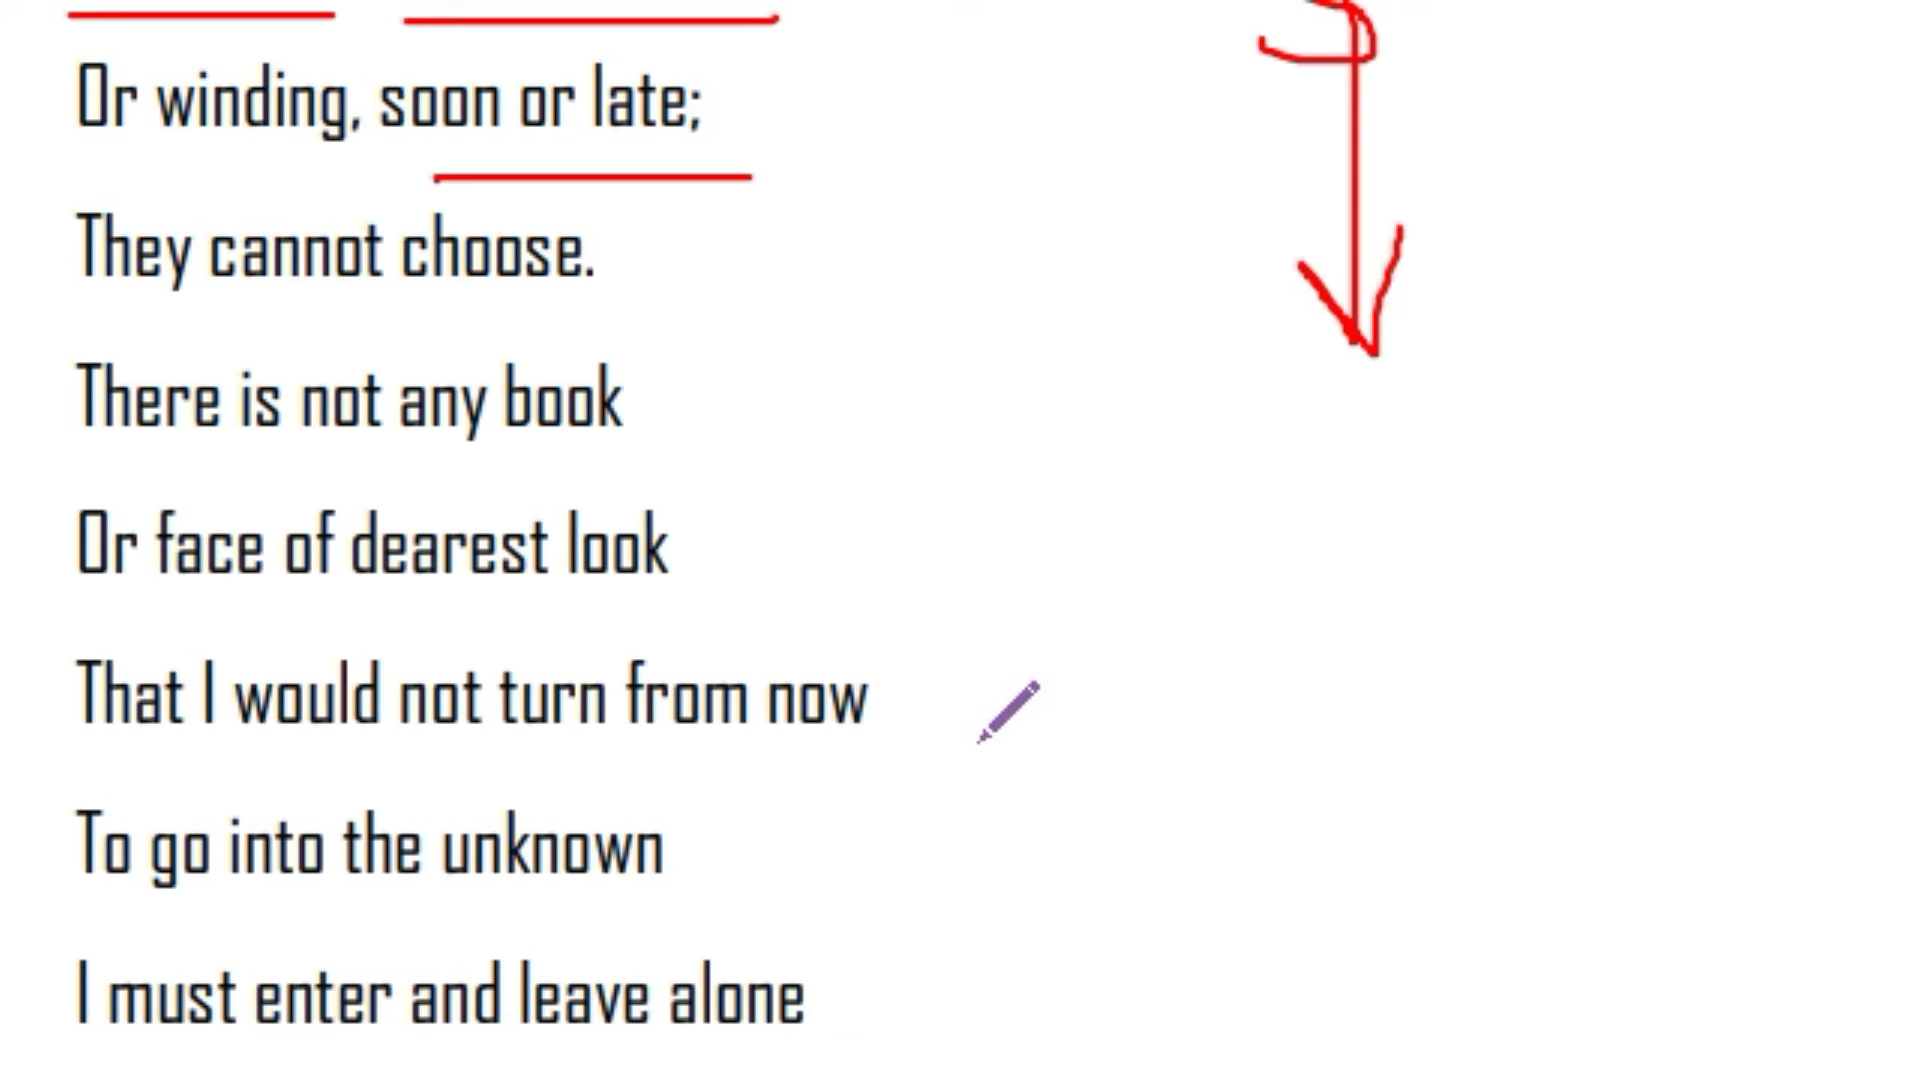 Or winding, soon or late;
They cannot choose.
There is not any book
Or face of dearest look
That I would not turn from now
To go into the unknown
I must enter and leave alone